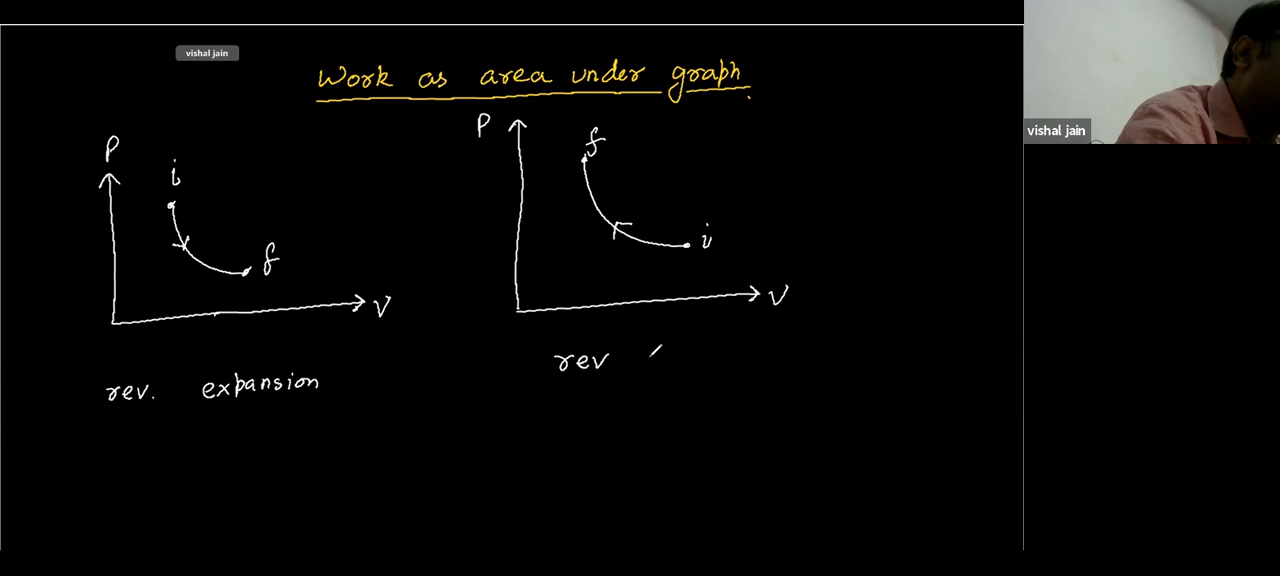 vishal jain
Work as area under graph.
P
i
f
V
rev. expansion
P
f
i
V
rev
vishal jain